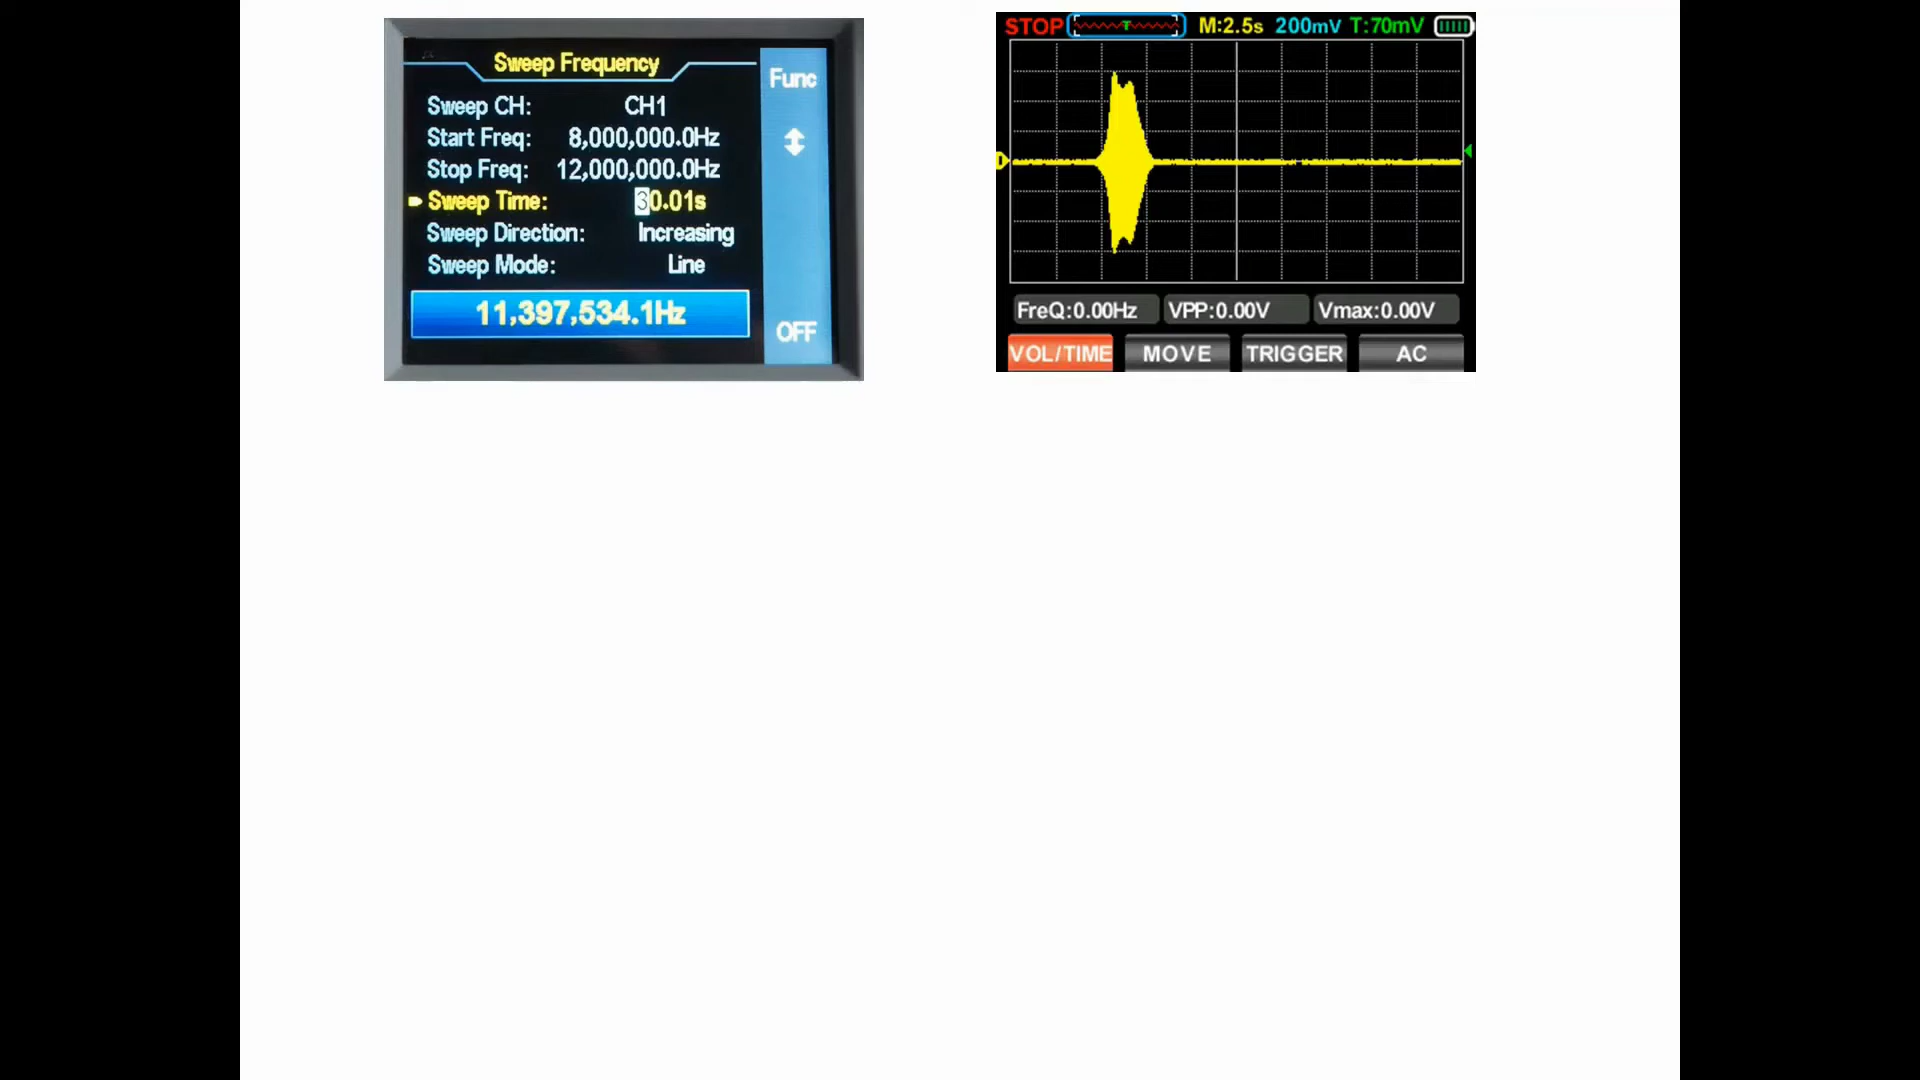 Sweep Frequency
Func
Sweep CH: CH1
Start Freq: 8,000,000.0Hz
Stop Freq: 12,000,000.0Hz
Sweep Time: 30.01s
Sweep Direction: Increasing
Sweep Mode: Line
11,397,534.1Hz
OFF
STOP T M:2.5s 200mV T:70mV
1
FreQ:0.00Hz VPP:0.00V Vmax:0.00V
VOL/TIME MOVE TRIGGER AC